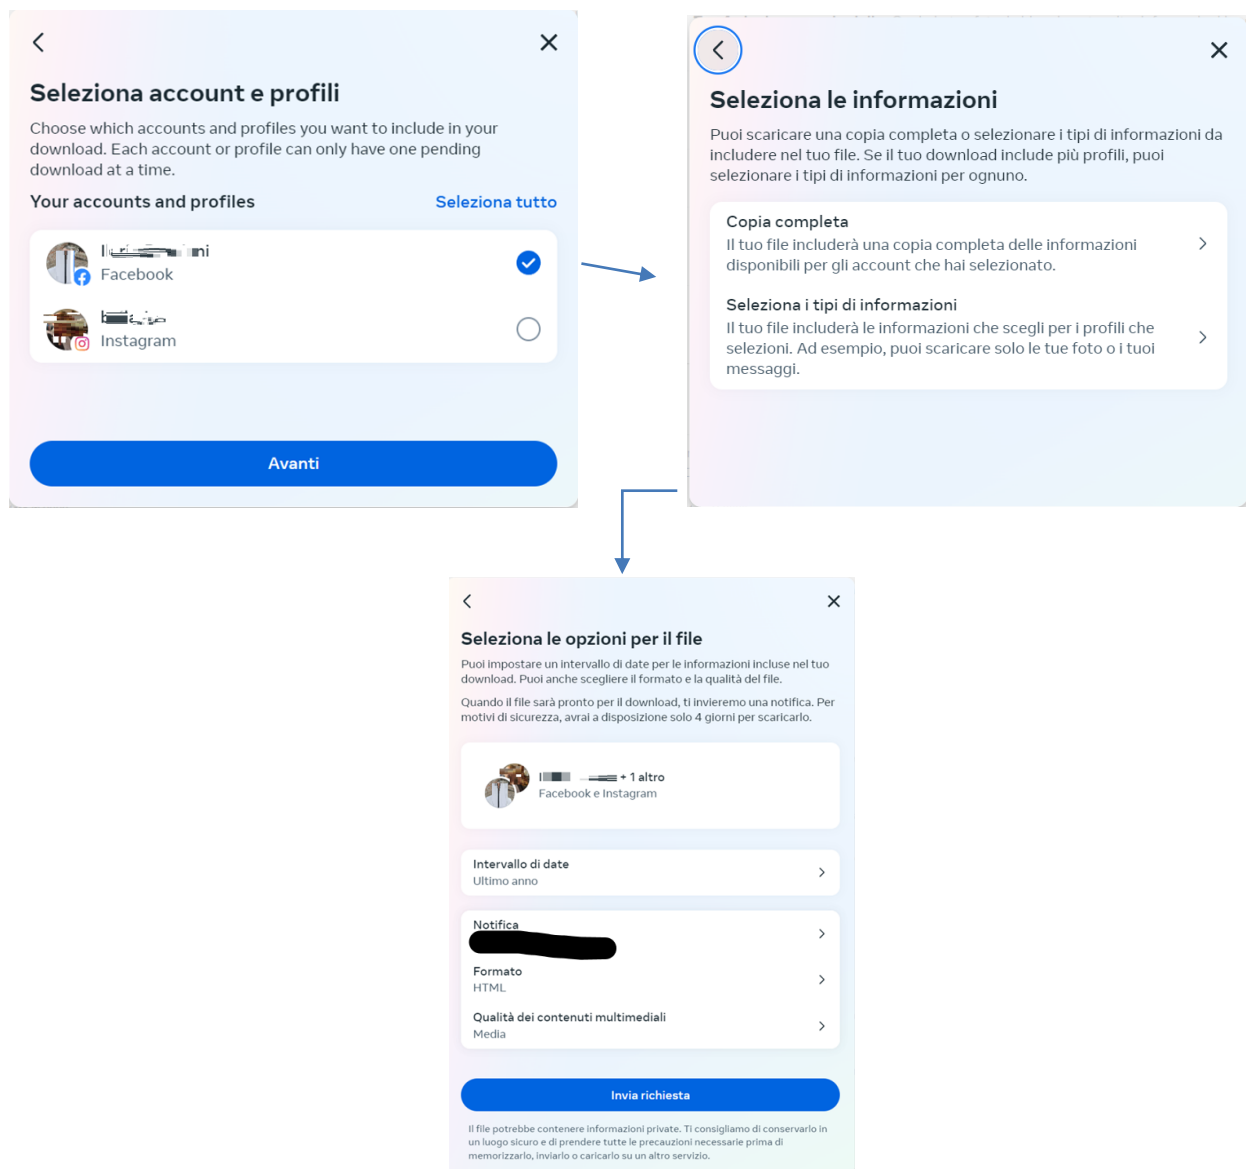 Seleziona account e profili
Choose which accounts and profiles you want to include in your
download. Each account or profile can only have one pending
download at a time.
Your accounts and profiles
Seleziona tutto
Facebook
Instagram
Avanti
Seleziona le informazioni
Puoi scaricare una copia completa o selezionare i tipi di informazioni da
includere nel tuo file. Se il tuo download include più profili, puoi
selezionare i tipi di informazioni per ognuno.
Copia completa
Il tuo file includerà una copia completa delle informazioni
disponibili per gli account che hai selezionato.
Seleziona i tipi di informazioni
Il tuo file includerà le informazioni che scegli per i profili che
selezioni. Ad esempio, puoi scaricare solo le tue foto o i tuoi
messaggi.
Seleziona le opzioni per il file
Puoi impostare un intervallo di date per le informazioni incluse nel tuo
download. Puoi anche scegliere il formato e la qualità del file.
Quando il file sarà pronto per il download, ti invieremo una notifica. Per
motivi di sicurezza, avrai a disposizione solo 4 giorni per scaricarlo.
+ 1 altro
Facebook e Instagram
Intervallo di date
Ultimo anno
Notifica
Formato
HTML
Qualità dei contenuti multimediali
Media
Invia richiesta
Il file potrebbe contenere informazioni private. Ti consigliamo di conservarlo in
un luogo sicuro e di prendere tutte le precauzioni necessarie prima di
memorizzarlo, inviarlo o caricarlo su un altro servizio.